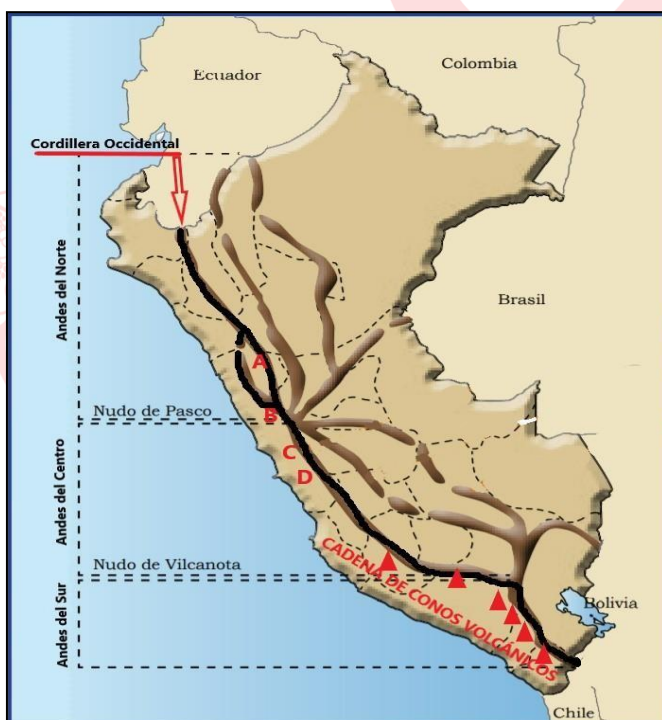 Ecuador
Colombia
Cordillera Occidental
Brasil
Andes del Norte
A
Nudo de Pasco
B
C
D
Andes del Centro
Nudo de Vilcanota
CADENA DE CONOS VOLCÁNICOS
Andes del Sur
Bolivia
Chile